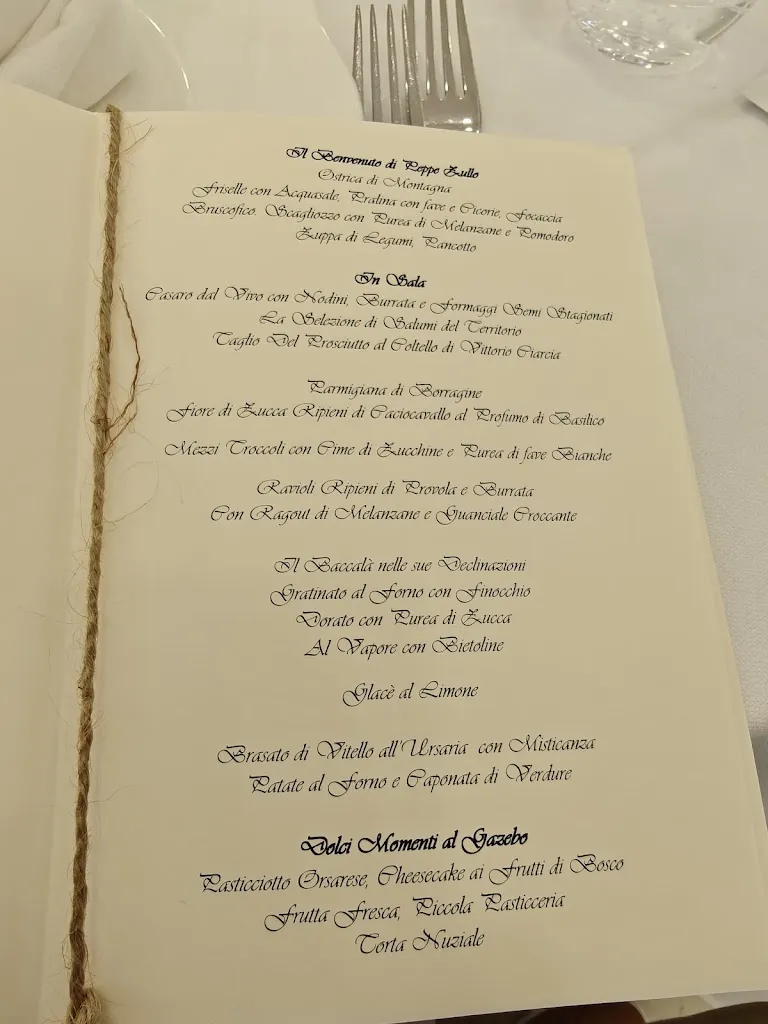 Il Benvenuto di Peppe Zullo
Ostrica di Montagna
Friselle con Acquasale, Pralina con fave e Cicorie, Focaccia
Bruscofico. Scagliozzo con Purea di Melanzane e Pomodoro
Zuppa di Legumi, Pancotto
In Sala
Casaro dal Vivo con Nodini, Burrata e Formaggi Semi Stagionati
La Selezione di Salumi del Territorio
Taglio Del Prosciutto al Coltello di Vittorio Ciarcia
Parmigiana di Borragine
Fiore di Zucca Ripieni di Caciocavallo al Profumo di Basilico
Mezzi Troccoli con Cime di Zucchine e Purea di fave Bianche
Ravioli Ripieni di Provola e Burrata
Con Ragout di Melanzane e Guanciale Croccante
Il Baccalà nelle sue Declinazioni
Gratinato al Forno con Finocchio
Dorato con Purea di Zucca
Al Vapore con Bietoline
Glacè al Limone
Brasato di Vitello all'Ursaria con Misticanza
Patate al Forno e Caponata di Verdure
Dolci Momenti al Gazebo
Pasticciotto Orsarese, Cheesecake ai Frutti di Bosco
Frutta Fresca, Piccola Pasticceria
Torta Nuziale